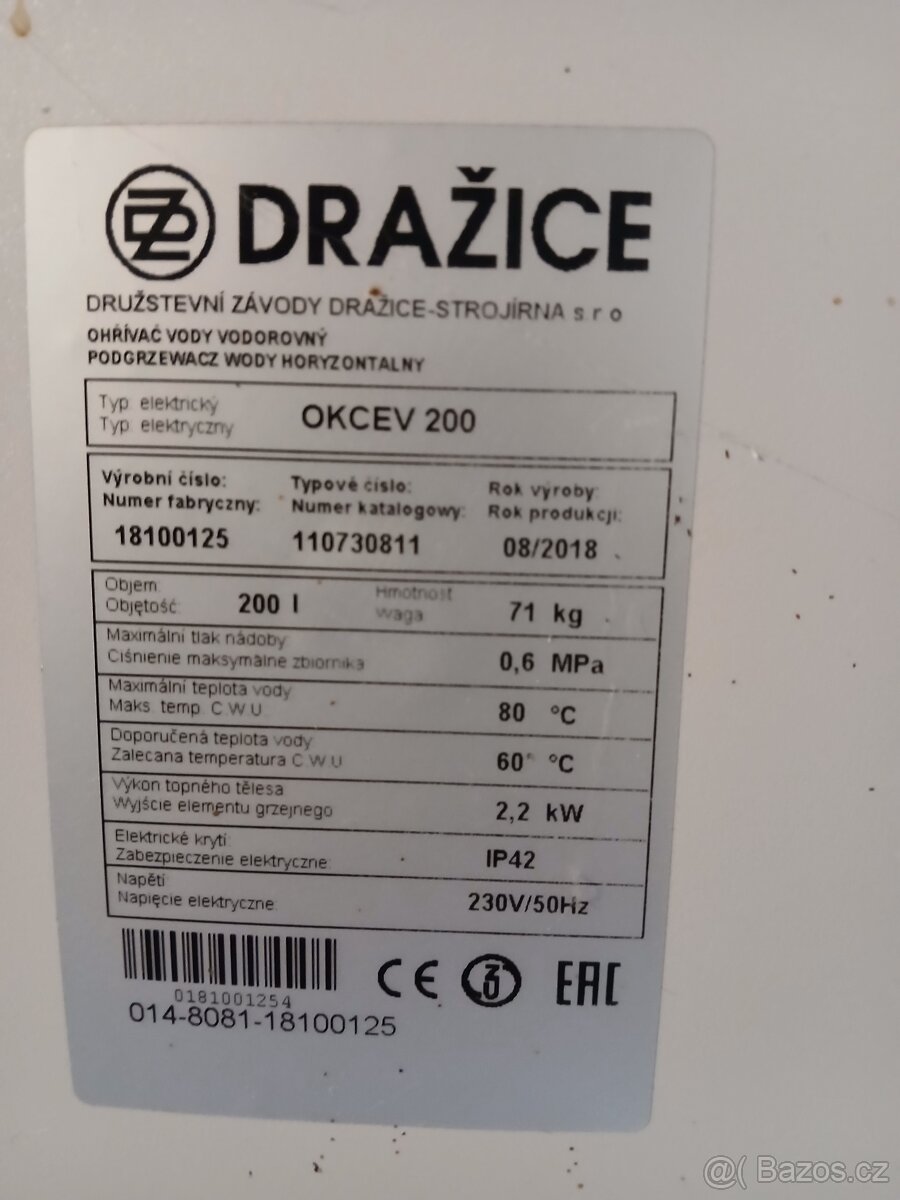 DRAŽICE
DRUŽSTEVNÍ ZÁVODY DRAŽICE-STROJÍRNA s r o
OHŘÍVAČ VODY VODOROVNÝ
PODGRZEWACZ WODY HORYZONTALNY
Typ elektrický
Typ elektryczny
OKCEV 200
Výrobní číslo: Typové číslo: Rok výroby:
Numer fabryczny: Numer katalogowy: Rok produkcji:
18100125 110730811 08/2018
Objem: Hmotnost
Objętość: 200 l Waga 71 kg
Maximální tlak nádoby
Ciśnienie maksymalne zbiornika 0,6 MPa
Maximální teplota vody
Maks. temp. C.W.U. 80 °C
Doporučená teplota vody
Zalecana temperatura C W U 60 °C
Výkon topného tělesa
Wyjście elementu grzejnego 2,2 kW
Elektrické krytí:
Zabezpieczenie elektryczne: IP42
Napětí
Napięcie elektryczne: 230V/50Hz
0181001254
014-8081-18100125
CE EAC
@( Bazos.cz